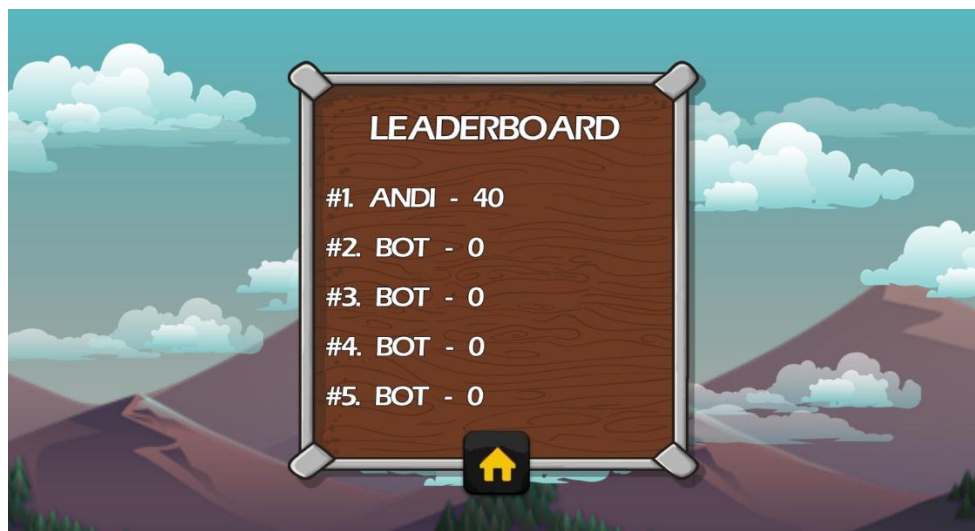 LEADERBOARD
#1. ANDI - 40
#2. BOT - 0
#3. BOT - 0
#4. BOT - 0
#5. BOT - 0